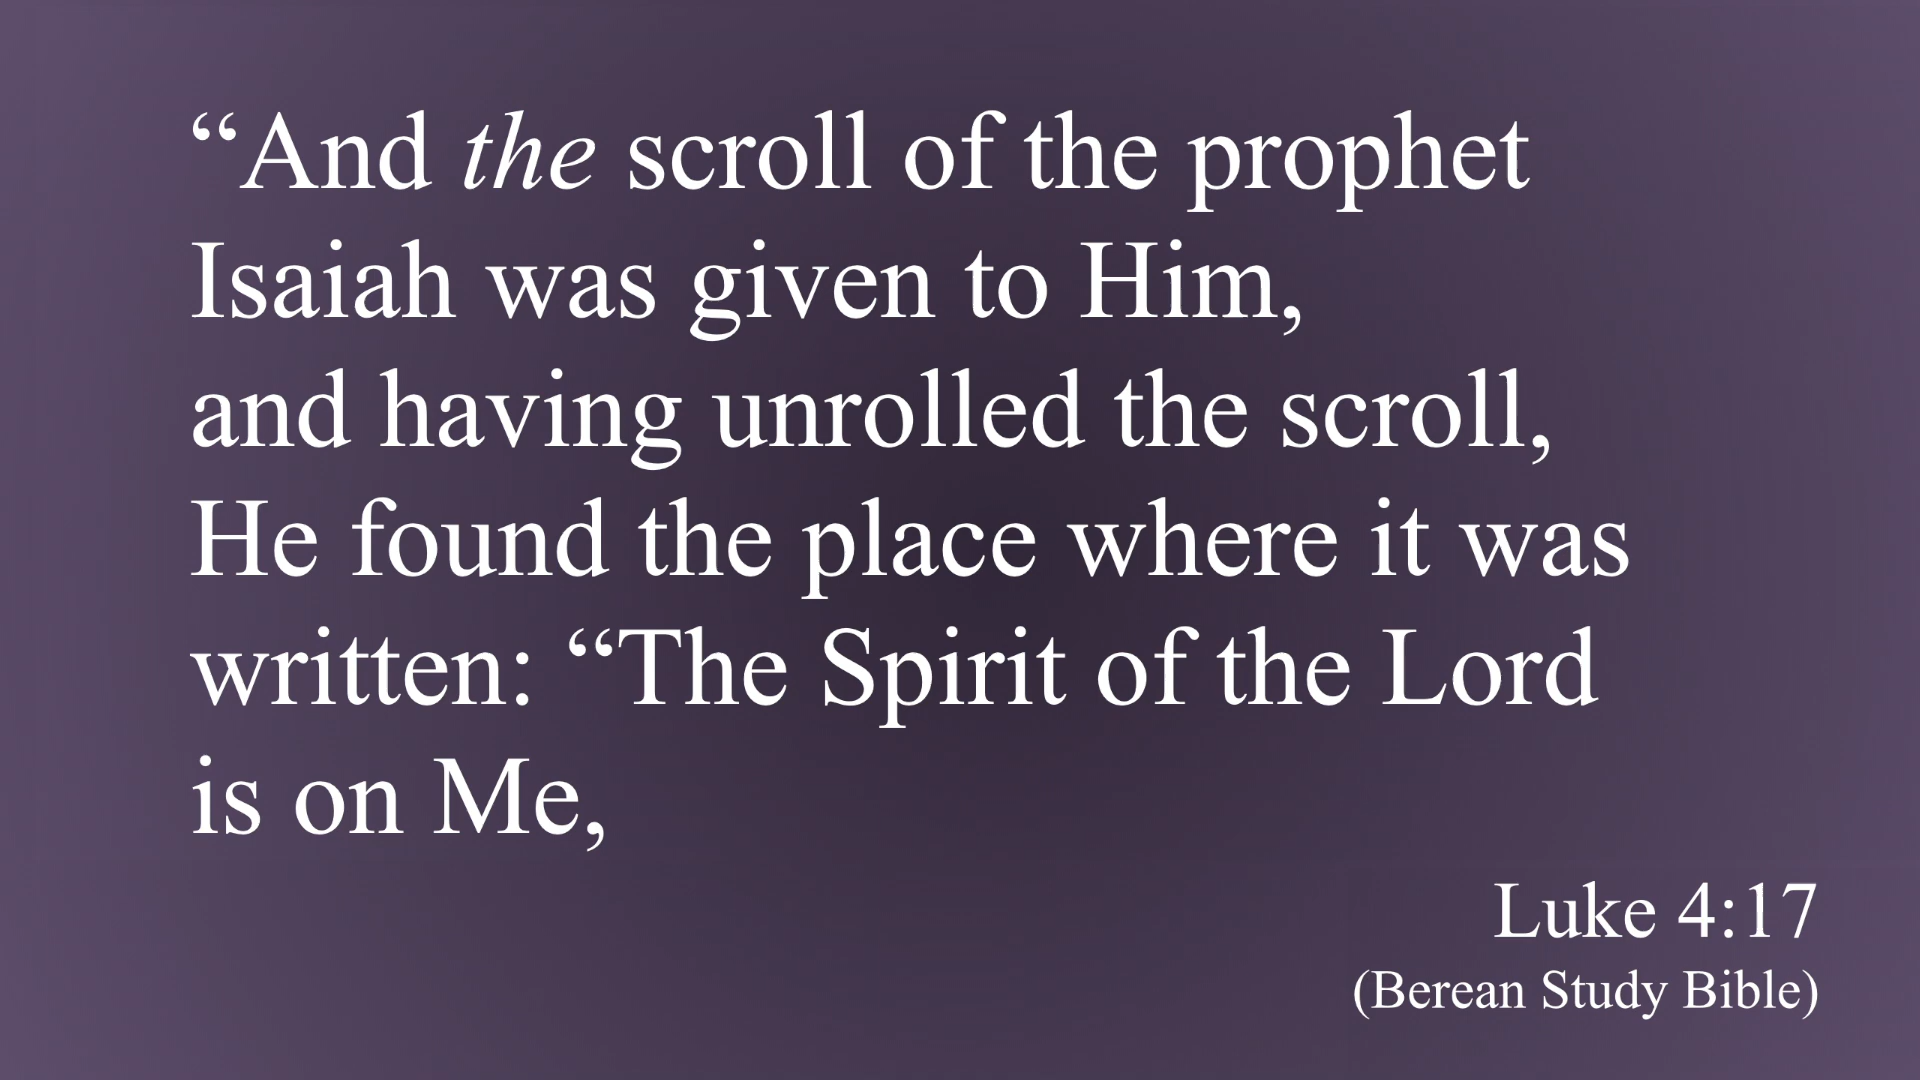 “And the scroll of the prophet
Isaiah was given to Him,
and having unrolled the scroll,
He found the place where it was
written: “The Spirit of the Lord
is on Me,
Luke 4:17
(Berean Study Bible)